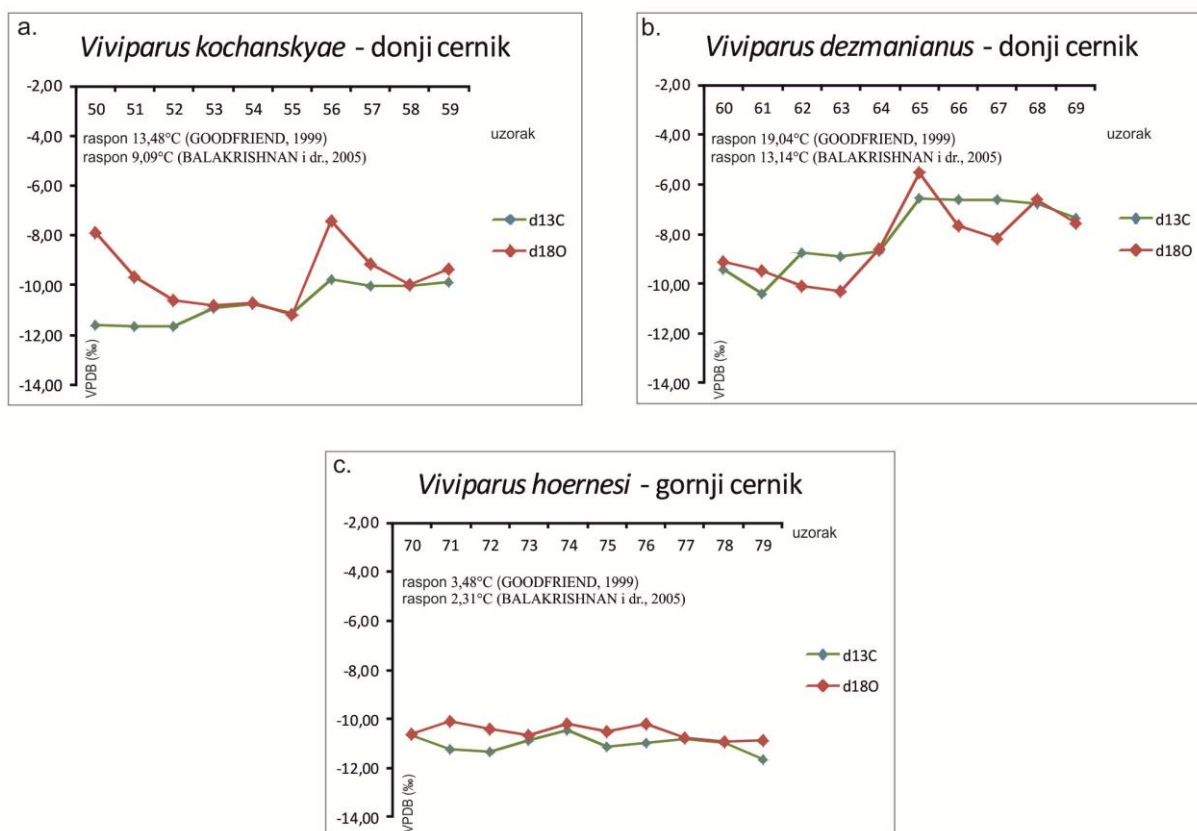 a.
Viviparus kochanskyae - donji cernik
-2,00
50 51 52 53 54 55 56 57 58 59
uzorak
-4,00
raspon 13,48°C (GOODFRIEND, 1999)
raspon 9,09°C (BALAKRISHNAN i dr., 2005)
-6,00
-8,00
-10,00
-12,00
-14,00
VPDB (‰)
d13C
d18O
b.
Viviparus dezmanianus - donji cernik
-2,00
60 61 62 63 64 65 66 67 68 69
uzorak
-4,00
raspon 19,04°C (GOODFRIEND, 1999)
raspon 13,14°C (BALAKRISHNAN i dr., 2005)
-6,00
-8,00
-10,00
-12,00
-14,00
VPDB (‰)
d13C
d18O
c.
Viviparus hoernesi - gornji cernik
-2,00
70 71 72 73 74 75 76 77 78 79
uzorak
-4,00
raspon 3,48°C (GOODFRIEND, 1999)
raspon 2,31°C (BALAKRISHNAN i dr., 2005)
-6,00
-8,00
-10,00
-12,00
-14,00
VPDB (‰)
d13C
d18O